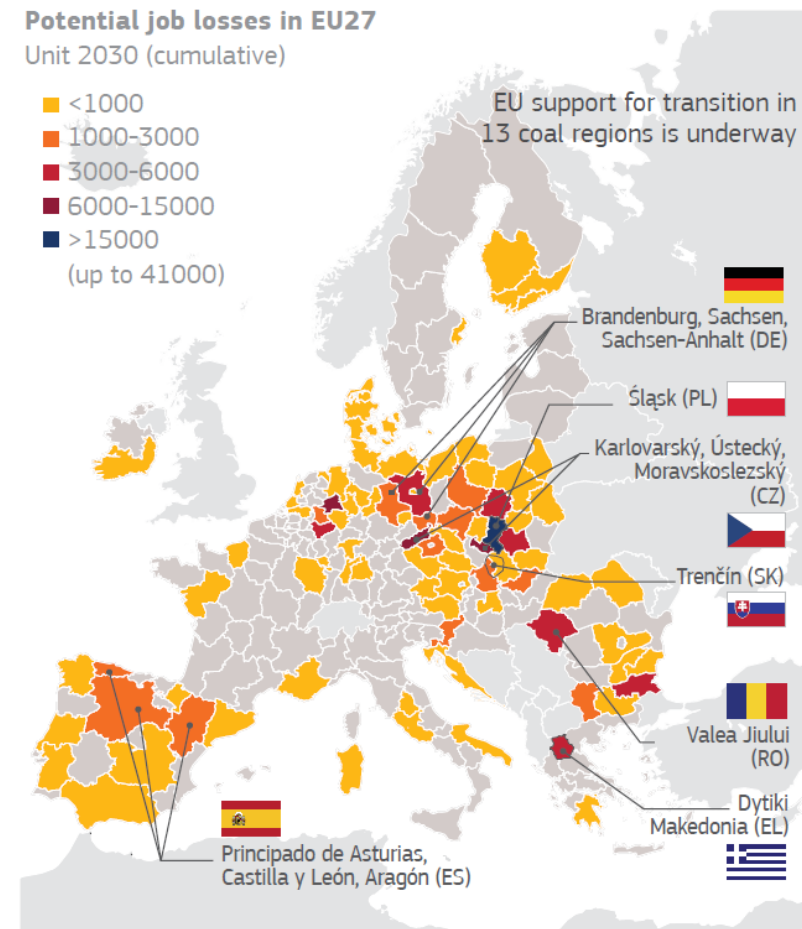 Potential job losses in EU27
Unit 2030 (cumulative)
<1000
1000-3000
3000-6000
6000-15000
>15000
(up to 41000)
EU support for transition in
13 coal regions is underway
Brandenburg, Sachsen,
Sachsen-Anhalt (DE)
Śląsk (PL)
Karlovarský, Ústecký,
Moravskoslezský
(CZ)
Trenčín (SK)
Valea Jiului
(RO)
Dytiki
Makedonia (EL)
Principado de Asturias,
Castilla y León, Aragón (ES)